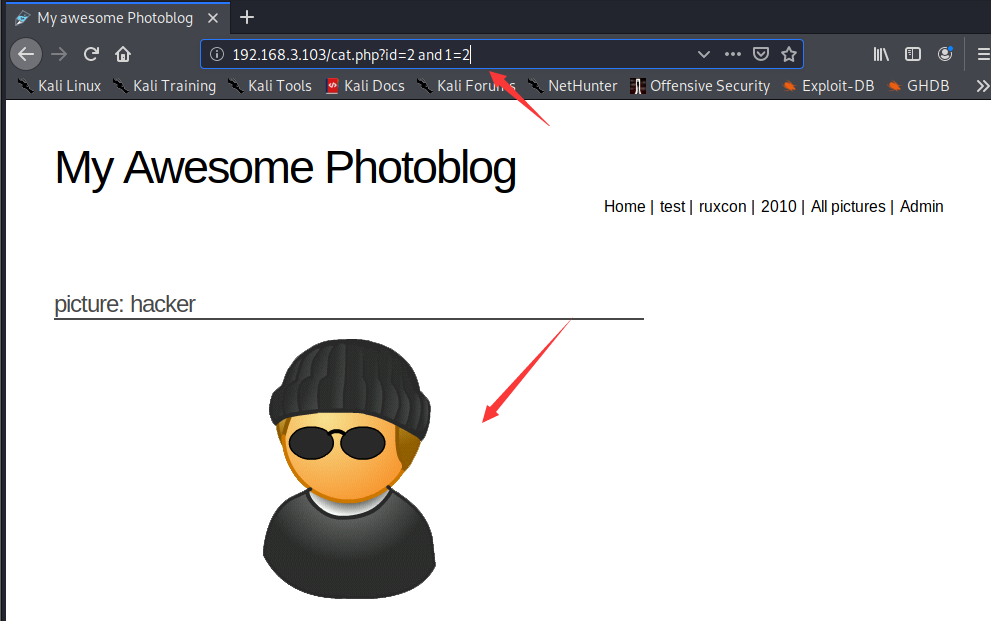 My awesome Photoblog
192.168.3.103/cat.php?id=2 and 1=2
Kali Linux Kali Training Kali Tools Kali Docs Kali Forums NetHunter Offensive Security Exploit-DB GHDB
My Awesome Photoblog
Home | test | ruxcon | 2010 | All pictures | Admin
picture: hacker